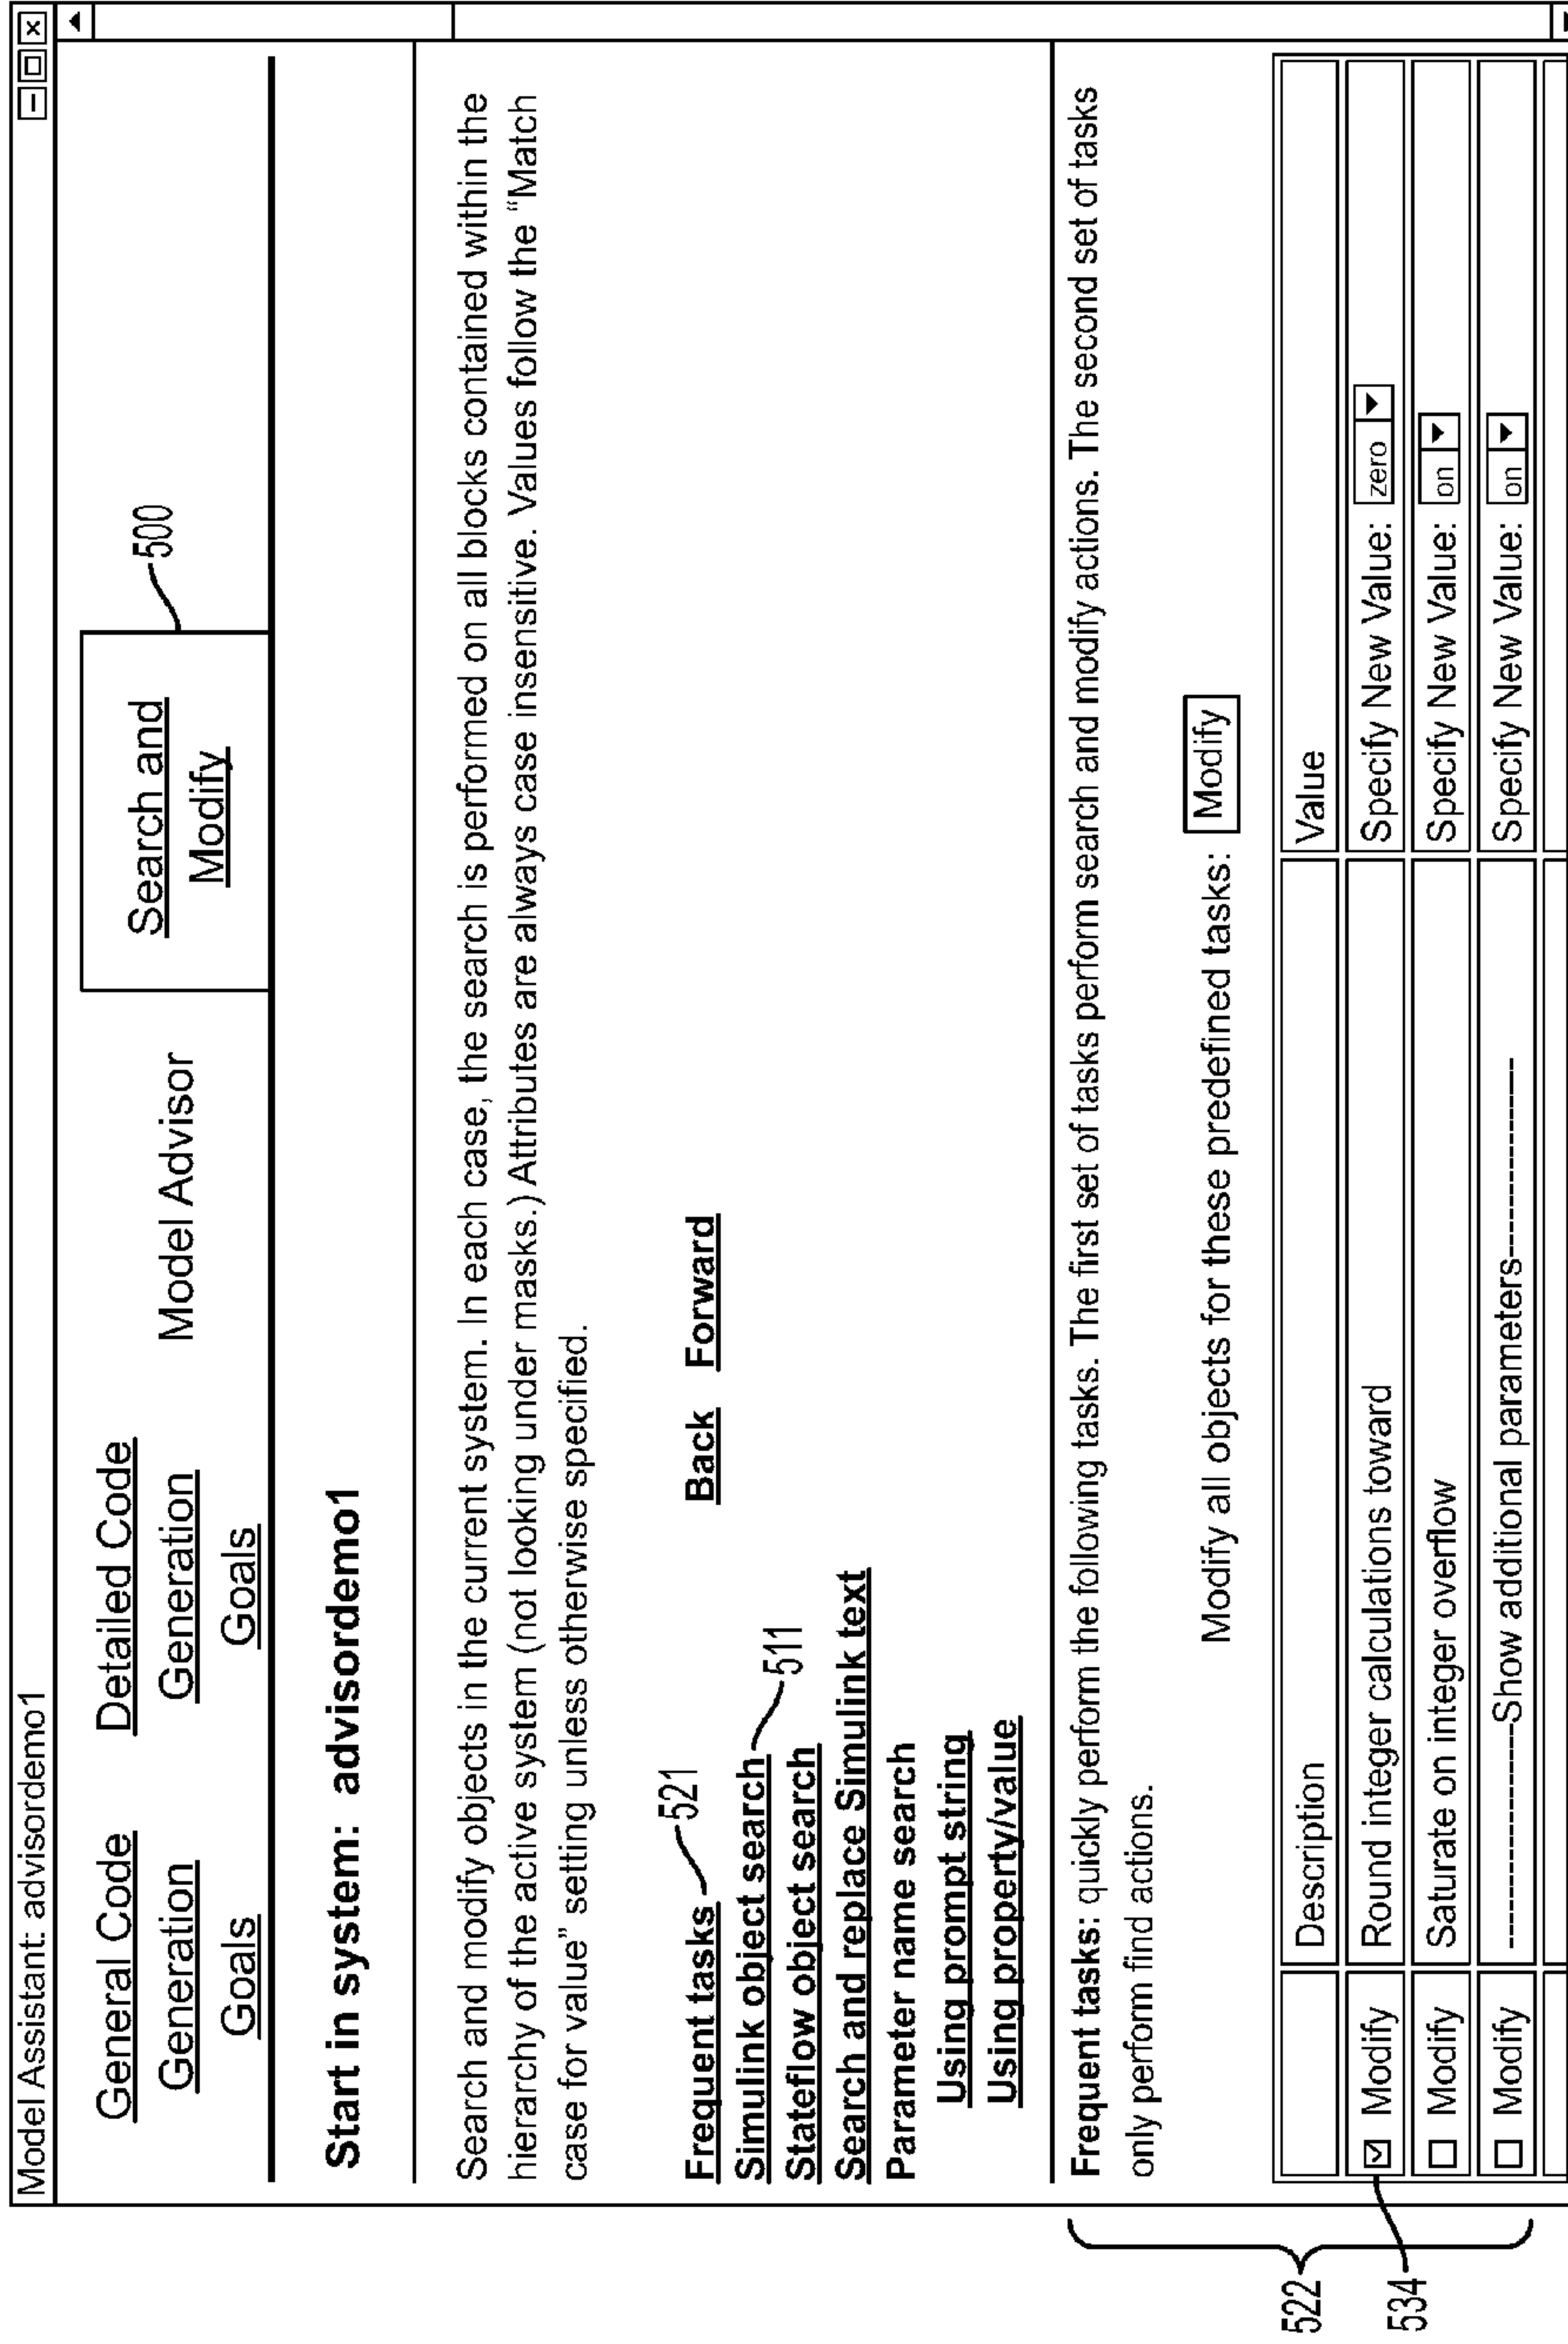 Model Assistant: advisordemo1
General Code
Generation
Goals
Detailed Code
Generation
Goals
Model Advisor
Search and
Modify
500
Start in system: advisordemo1
Search and modify objects in the current system. In each case, the search is performed on all blocks contained within the
hierarchy of the active system (not looking under masks.) Attributes are always case insensitive. Values follow the “Match
case for value” setting unless otherwise specified.
Frequent tasks 521 Back Forward
Simulink object search 511
Stateflow object search
Search and replace Simulink text
Parameter name search
Using prompt string
Using property/value
Frequent tasks: quickly perform the following tasks. The first set of tasks perform search and modify actions. The second set of tasks
only perform find actions.
Modify all objects for these predefined tasks: Modify
Description Value
Modify Round integer calculations toward Specify New Value: zero
Modify Saturate on integer overflow Specify New Value: on
Modify ----------------Show additional parameters---------------- Specify New Value: on
522
534